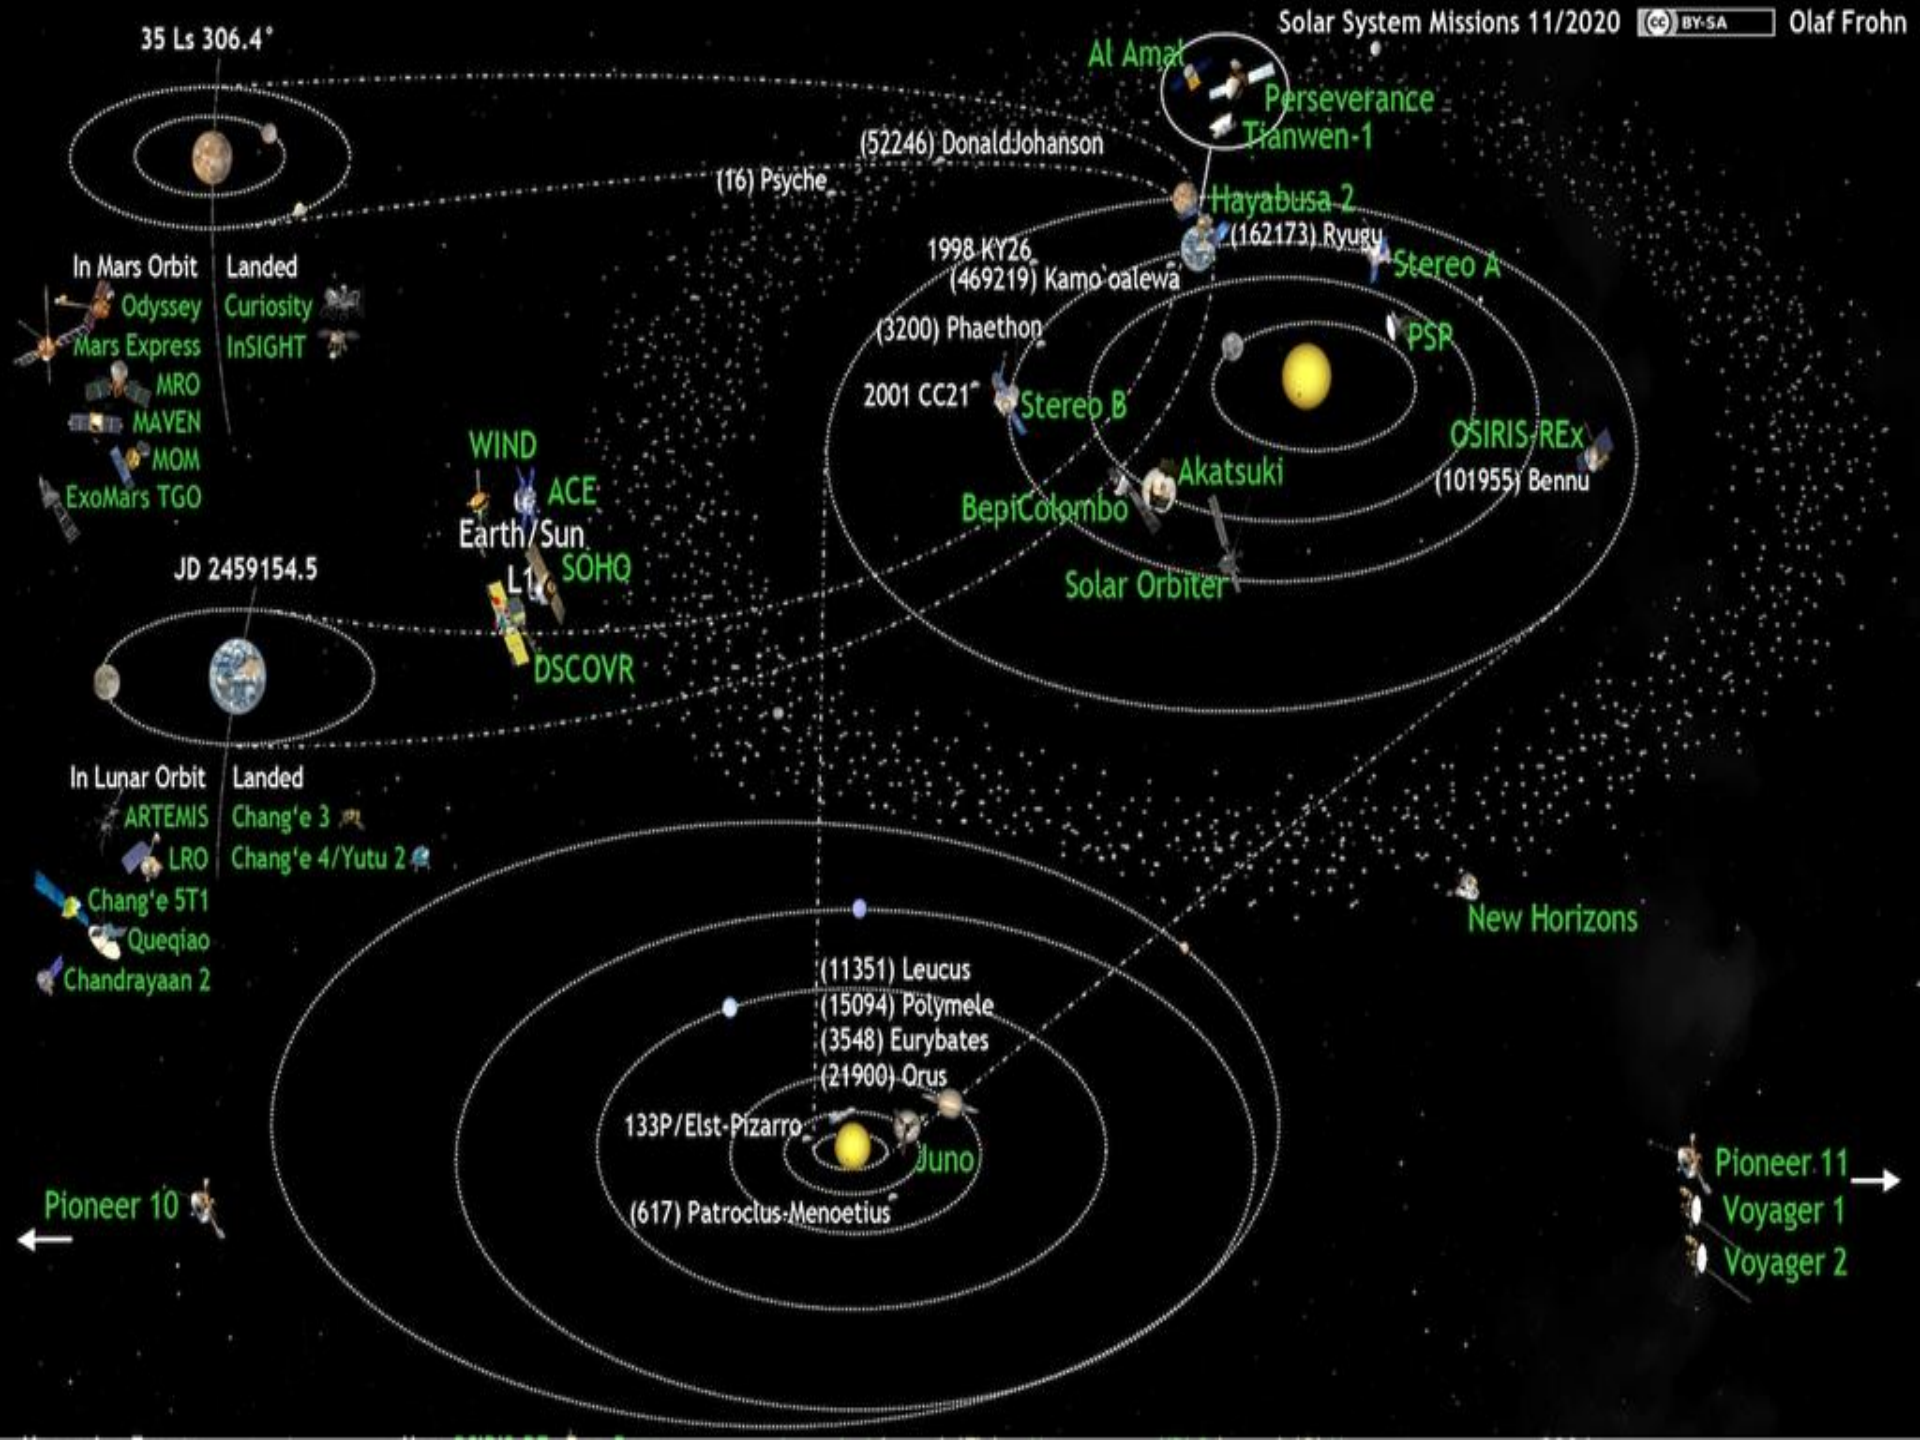 Solar System Missions 11/2020 cc BY-SA Olaf Frohn
35 Ls 306.4°
Al Amal
Perseverance
Tianwen-1
(52246) DonaldJohanson
(16) Psyche
Hayabusa 2
(162173) Ryugu
1998 KY26
(469219) Kamo`oalewa
Stereo A
(3200) Phaethon
PSP
2001 CC21
Stereo B
OSIRIS-REx
(101955) Bennu
Akatsuki
BepiColombo
Solar Orbiter
In Mars Orbit
Odyssey
Mars Express
MRO
MAVEN
MOM
ExoMars TGO
Landed
Curiosity
InSIGHT
WIND
ACE
Earth/Sun
L1
SOHO
DSCOVR
JD 2459154.5
In Lunar Orbit
ARTEMIS
LRO
Chang'e 5T1
Queqiao
Chandrayaan 2
Landed
Chang'e 3
Chang'e 4/Yutu 2
New Horizons
(11351) Leucus
(15094) Polymele
(3548) Eurybates
(21900) Orus
133P/Elst-Pizarro
Juno
(617) Patroclus-Menoetius
Pioneer 10
Pioneer 11
Voyager 1
Voyager 2